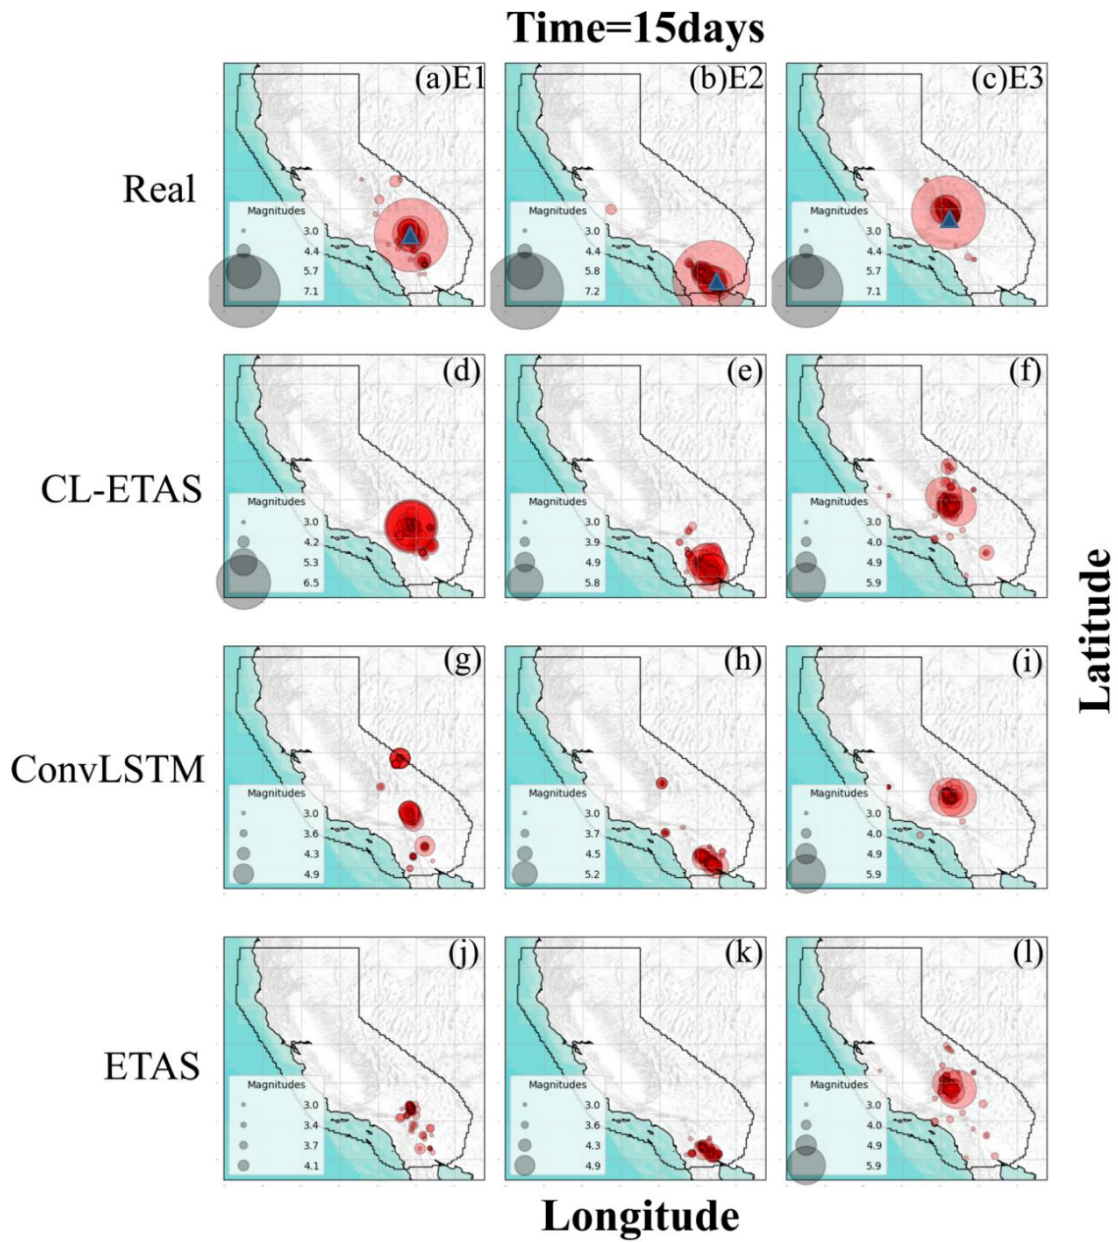 Time=15days
(a)E1
(b)E2
(c)E3
Real
Magnitudes
3.0
4.4
5.7
7.1
Magnitudes
3.0
4.4
5.8
7.2
Magnitudes
3.0
4.4
5.7
7.1
(d)
(e)
(f)
CL-ETAS
Magnitudes
3.0
4.2
5.3
6.5
Magnitudes
3.0
3.9
4.9
5.8
Magnitudes
3.0
4.0
4.9
5.9
Latitude
(g)
(h)
(i)
ConvLSTM
Magnitudes
3.0
3.6
4.3
4.9
Magnitudes
3.0
3.7
4.5
5.2
Magnitudes
3.0
4.0
4.9
5.9
(j)
(k)
(l)
ETAS
Magnitudes
3.0
3.4
3.7
4.1
Magnitudes
3.0
3.6
4.3
4.9
Magnitudes
3.0
4.0
4.9
5.9
Longitude